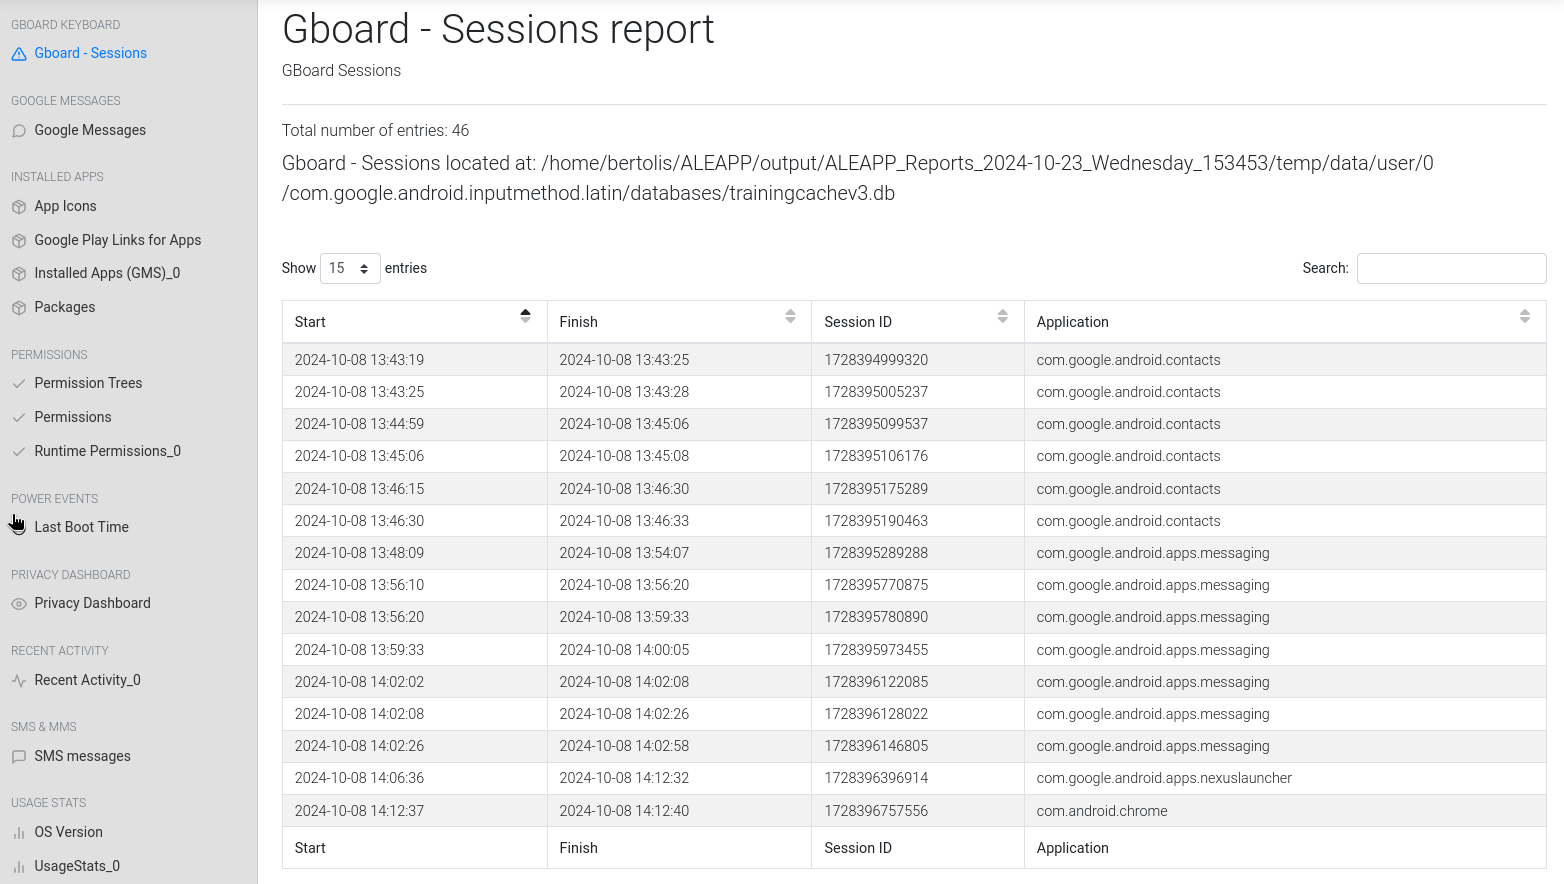 GBOARD KEYBOARD
Gboard - Sessions
GOOGLE MESSAGES
Google Messages
INSTALLED APPS
App Icons
Google Play Links for Apps
Installed Apps (GMS)_0
Packages
PERMISSIONS
Permission Trees
Permissions
Runtime Permissions_0
POWER EVENTS
Last Boot Time
PRIVACY DASHBOARD
Privacy Dashboard
RECENT ACTIVITY
Recent Activity_0
SMS & MMS
SMS messages
USAGE STATS
OS Version
UsageStats_0
Gboard - Sessions report
GBoard Sessions
Total number of entries: 46
Gboard - Sessions located at: /home/bertolis/ALEAPP/output/ALEAPP_Reports_2024-10-23_Wednesday_153453/temp/data/user/0
/com.google.android.inputmethod.latin/databases/trainingcachev3.db
Show 15 entries Search:
Start Finish Session ID Application
2024-10-08 13:43:19 2024-10-08 13:43:25 1728394999320 com.google.android.contacts
2024-10-08 13:43:25 2024-10-08 13:43:28 1728395005237 com.google.android.contacts
2024-10-08 13:44:59 2024-10-08 13:45:06 1728395099537 com.google.android.contacts
2024-10-08 13:45:06 2024-10-08 13:45:08 1728395106176 com.google.android.contacts
2024-10-08 13:46:15 2024-10-08 13:46:30 1728395175289 com.google.android.contacts
2024-10-08 13:46:30 2024-10-08 13:46:33 1728395190463 com.google.android.contacts
2024-10-08 13:48:09 2024-10-08 13:54:07 1728395289288 com.google.android.apps.messaging
2024-10-08 13:56:10 2024-10-08 13:56:20 1728395770875 com.google.android.apps.messaging
2024-10-08 13:56:20 2024-10-08 13:59:33 1728395780890 com.google.android.apps.messaging
2024-10-08 13:59:33 2024-10-08 14:00:05 1728395973455 com.google.android.apps.messaging
2024-10-08 14:02:02 2024-10-08 14:02:08 1728396122085 com.google.android.apps.messaging
2024-10-08 14:02:08 2024-10-08 14:02:26 1728396128022 com.google.android.apps.messaging
2024-10-08 14:02:26 2024-10-08 14:02:58 1728396146805 com.google.android.apps.messaging
2024-10-08 14:06:36 2024-10-08 14:12:32 1728396396914 com.google.android.apps.nexuslauncher
2024-10-08 14:12:37 2024-10-08 14:12:40 1728396757556 com.android.chrome
Start Finish Session ID Application